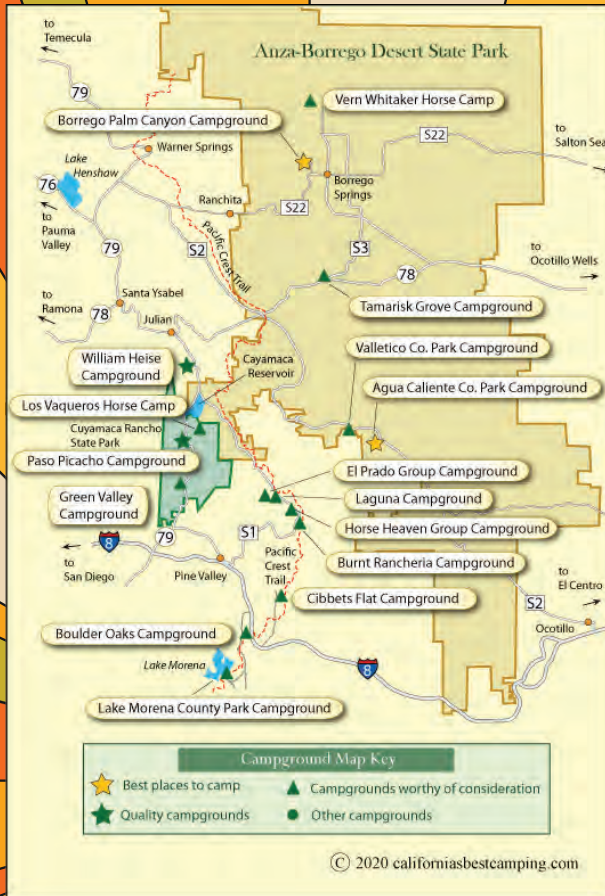 to
Temecula
Anza-Borrego Desert State Park
79
Vern Whitaker Horse Camp
Borrego Palm Canyon Campground
S22
to
Salton Sea
Warner Springs
Lake
Henshaw
76
Borrego
Springs
Ranchita
S22
to
Pauma
Valley
S2
Pacific Crest Trail
S3
79
78
to
Ocotillo Wells
to
Ramona
Santa Ysabel
Tamarisk Grove Campground
78
Julian
Valletico Co. Park Campground
William Heise
Campground
Cayamaca
Reservoir
Agua Caliente Co. Park Campground
Los Vaqueros Horse Camp
Cuyamaca Rancho
State Park
Paso Picacho Campground
El Prado Group Campground
Green Valley
Campground
Laguna Campground
Horse Heaven Group Campground
79
S1
8
Burnt Rancheria Campground
to
San Diego
Pine Valley
Pacific
Crest
Trail
to
El Centro
Cibbets Flat Campground
S2
Ocotillo
Boulder Oaks Campground
Lake Morena
8
Lake Morena County Park Campground
Campground Map Key
Best places to camp
Campgrounds worthy of consideration
Quality campgrounds
Other campgrounds
© 2020 californiasbestcamping.com